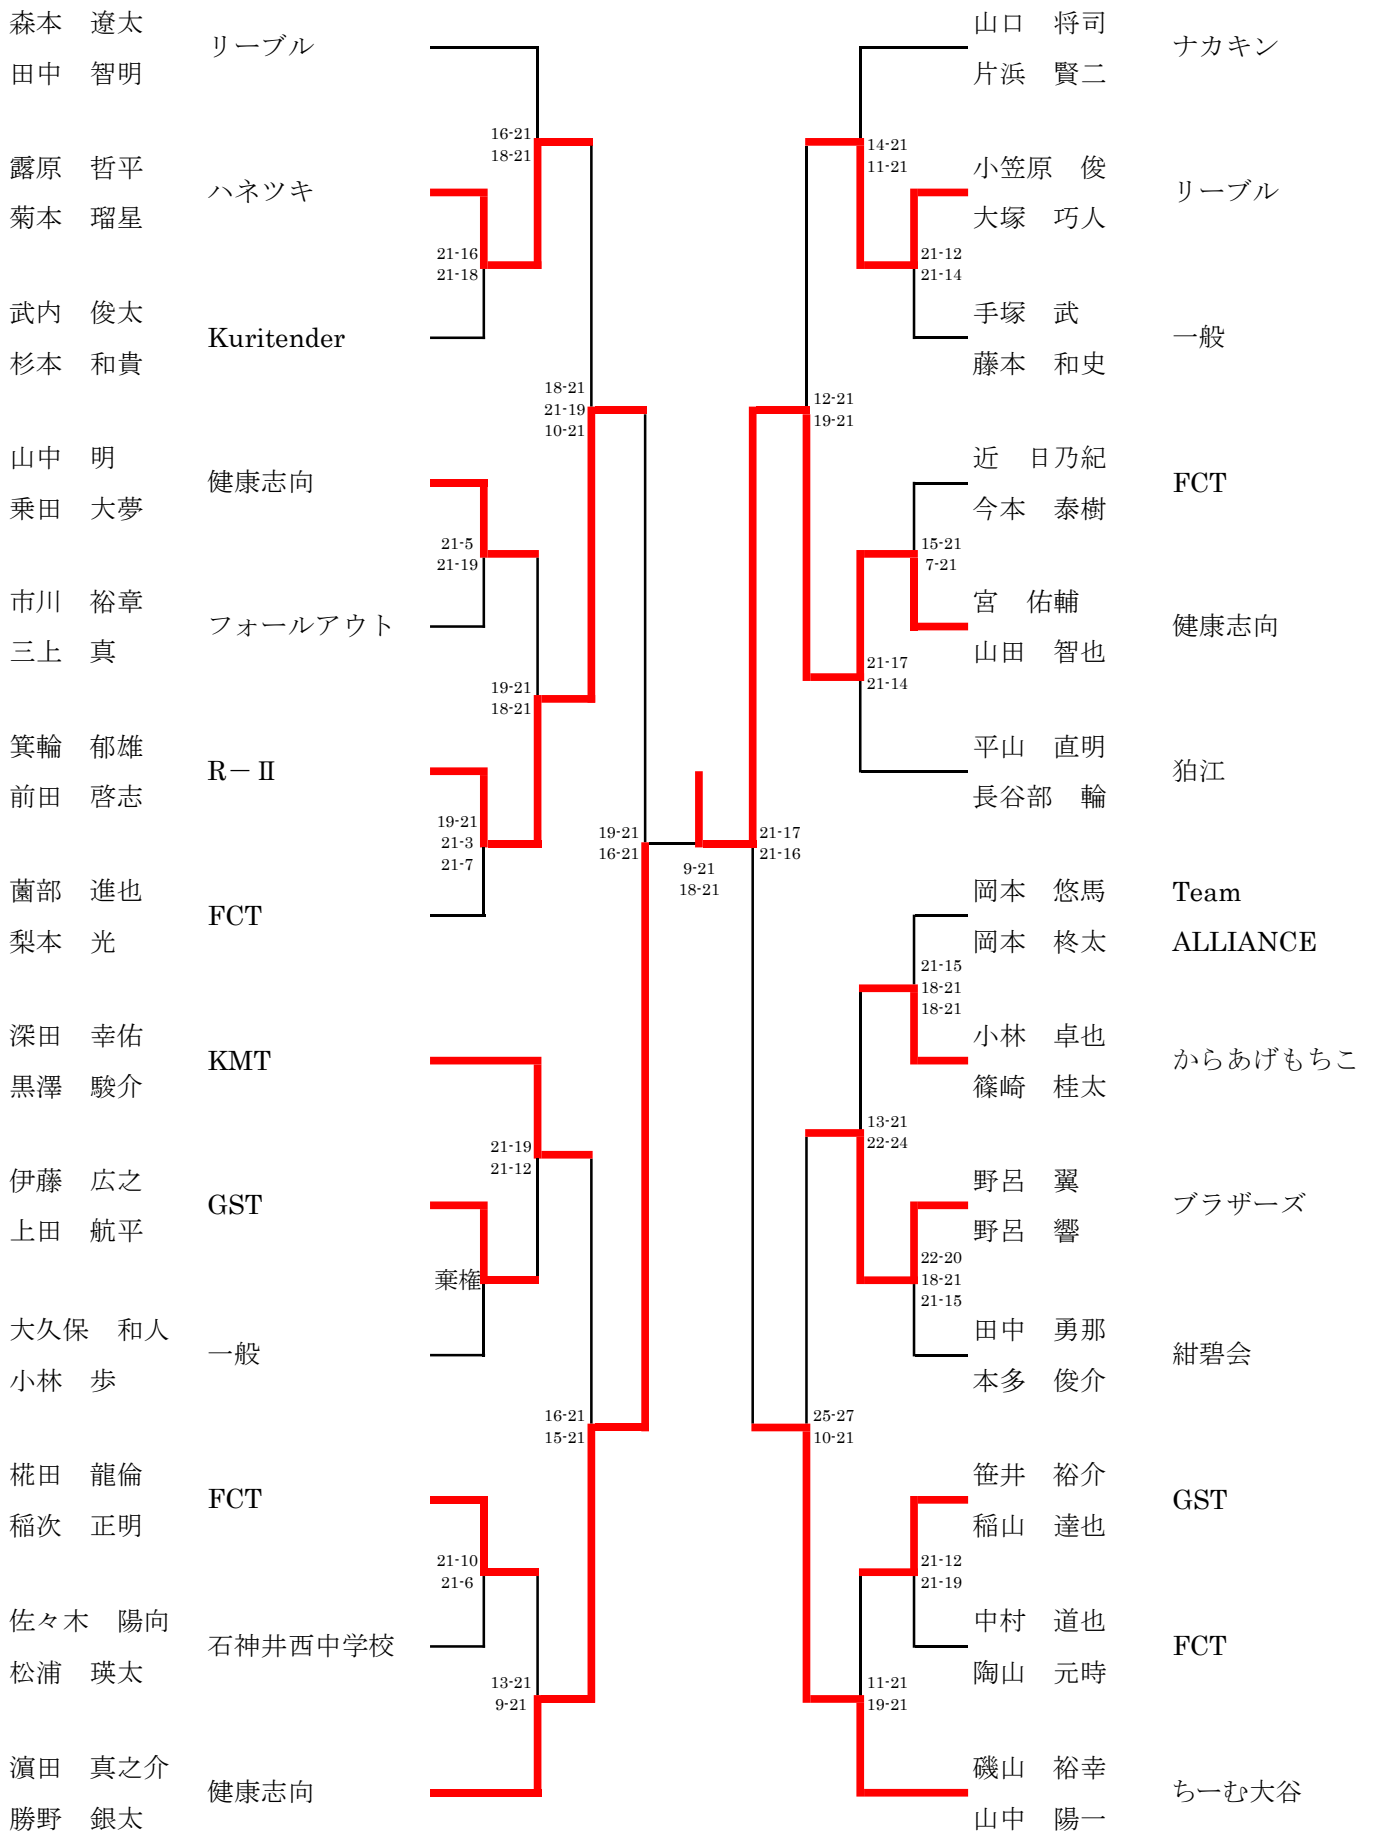 森本　遼太
田中　智明
リーブル
露原　哲平
菊本　瑠星
ハネツキ
武内　俊太
杉本　和貴
Kuritender
山中　明
乗田　大夢
健康志向
市川　裕章
三上　真
フォールアウト
箕輪　郁雄
前田　啓志
R－Ⅱ
薗部　進也
梨本　光
FCT
深田　幸佑
黒澤　駿介
KMT
伊藤　広之
上田　航平
GST
大久保　和人
小林　歩
一般
椛田　龍倫
稲次　正明
FCT
佐々木　陽向
松浦　瑛太
石神井西中学校
濵田　真之介
勝野　銀太
健康志向
16-21
18-21
21-16
21-18
18-21
21-19
10-21
21-5
21-19
19-21
18-21
19-21
21-3
21-7
19-21
16-21
21-19
21-12
棄権
16-21
15-21
21-10
21-6
13-21
9-21
9-21
18-21
14-21
11-21
21-12
21-14
12-21
19-21
15-21
7-21
21-17
21-14
21-17
21-16
21-15
18-21
18-21
13-21
22-24
22-20
18-21
21-15
25-27
10-21
21-12
21-19
11-21
19-21
山口　将司
片浜　賢二
ナカキン
小笠原　俊
大塚　巧人
リーブル
手塚　武
藤本　和史
一般
近　日乃紀
今本　泰樹
FCT
宮　佑輔
山田　智也
健康志向
平山　直明
長谷部　輪
狛江
岡本　悠馬
岡本　柊太
Team
ALLIANCE
小林　卓也
篠崎　桂太
からあげもちこ
野呂　翼
野呂　響
ブラザーズ
田中　勇那
本多　俊介
紺碧会
笹井　裕介
稲山　達也
GST
中村　道也
陶山　元時
FCT
磯山　裕幸
山中　陽一
ちーむ大谷